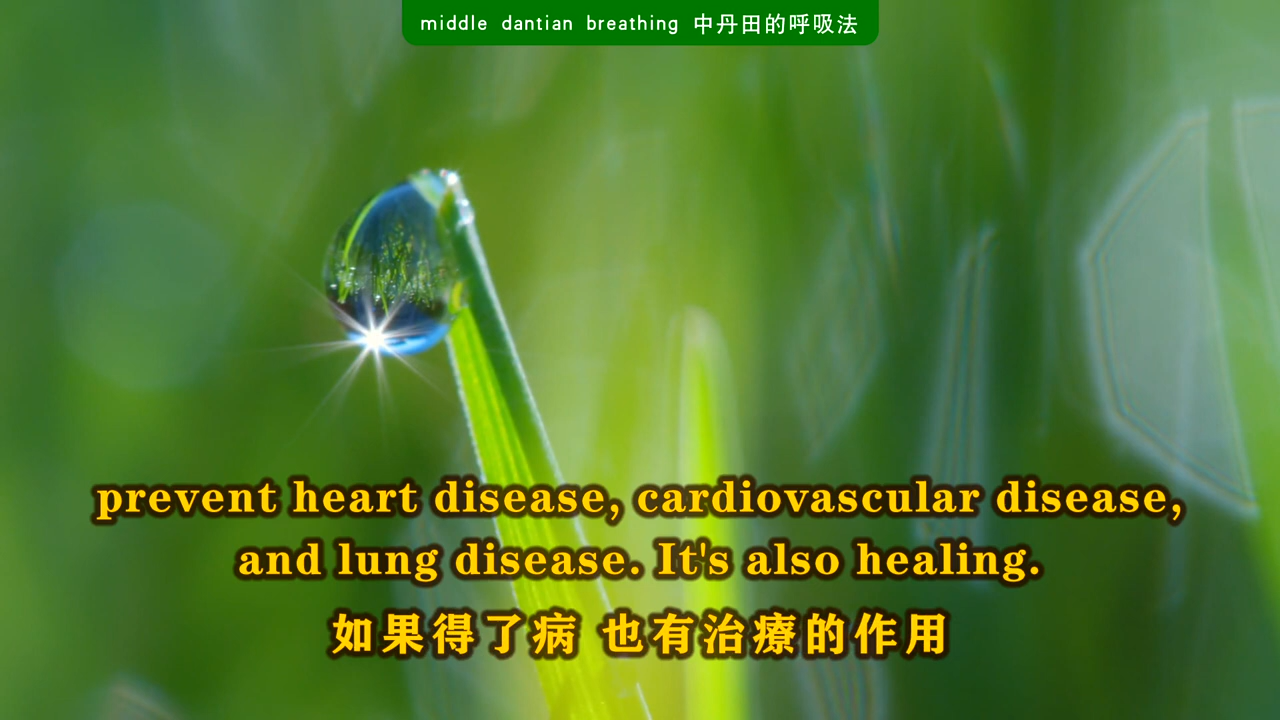 middle dantian breathing 中丹田的呼吸法
prevent heart disease, cardiovascular disease,
and lung disease. It's also healing.
如果得了病 也有治療的作用